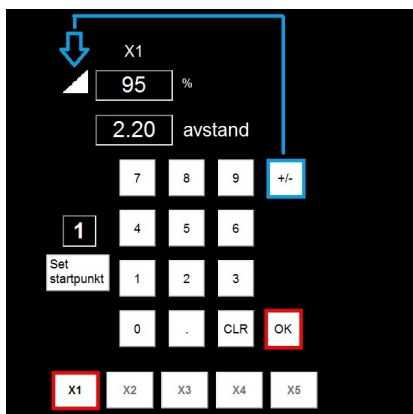 X1
95 %
2.20 avstand
7 8 9 +/-
1 4 5 6
Set
startpunkt 1 2 3
0 . CLR OK
X1 X2 X3 X4 X5